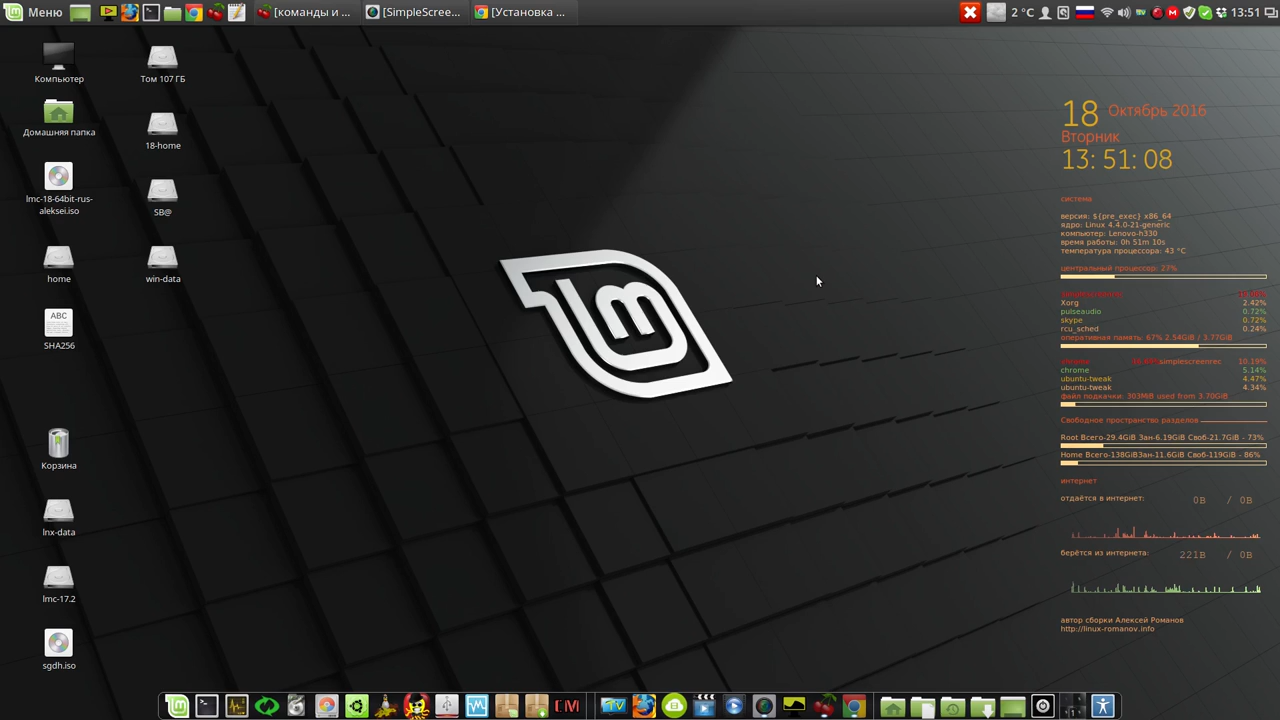 Меню
[команды и ...
[SimpleScree...
[Установка ...
2 °C
13:51
Компьютер
Том 107 ГБ
Домашняя папка
18-home
lmc-18-64bit-rus-
aleksei.iso
SB@
home
win-data
ABC
SHA256
Корзина
lnx-data
lmc-17.2
sgdh.iso
18 Октябрь 2016
Вторник
13: 51: 08
система
версия: ${pre_exec} x86_64
ядро: Linux 4.4.0-21-generic
компьютер: Lenovo-h330
время работы: 0h 51m 10s
температура процессора: 43 °C
центральный процессор: 27%
Xorg 2.42%
pulseaudio 0.72%
skype 0.72%
rcu_sched 0.24%
оперативная память: 67% 2.54GiB / 3.77GiB
simplescreenrec 10.19%
chrome 5.14%
ubuntu-tweak 4.47%
ubuntu-tweak 4.34%
файл подкачки: 303MiB used from 3.70GiB
Свободное пространство разделов
Root Всего-29.4GiB Зан-6.19GiB Своб-21.7GiB - 73%
Home Всего-138GiBЗан-11.6GiB Своб-119GiB - 86%
интернет
отдаётся в интернет: 0B / 0B
берётся из интернета: 221B / 0B
автор сборки Алексей Романов
http://linux-romanov.info
TV